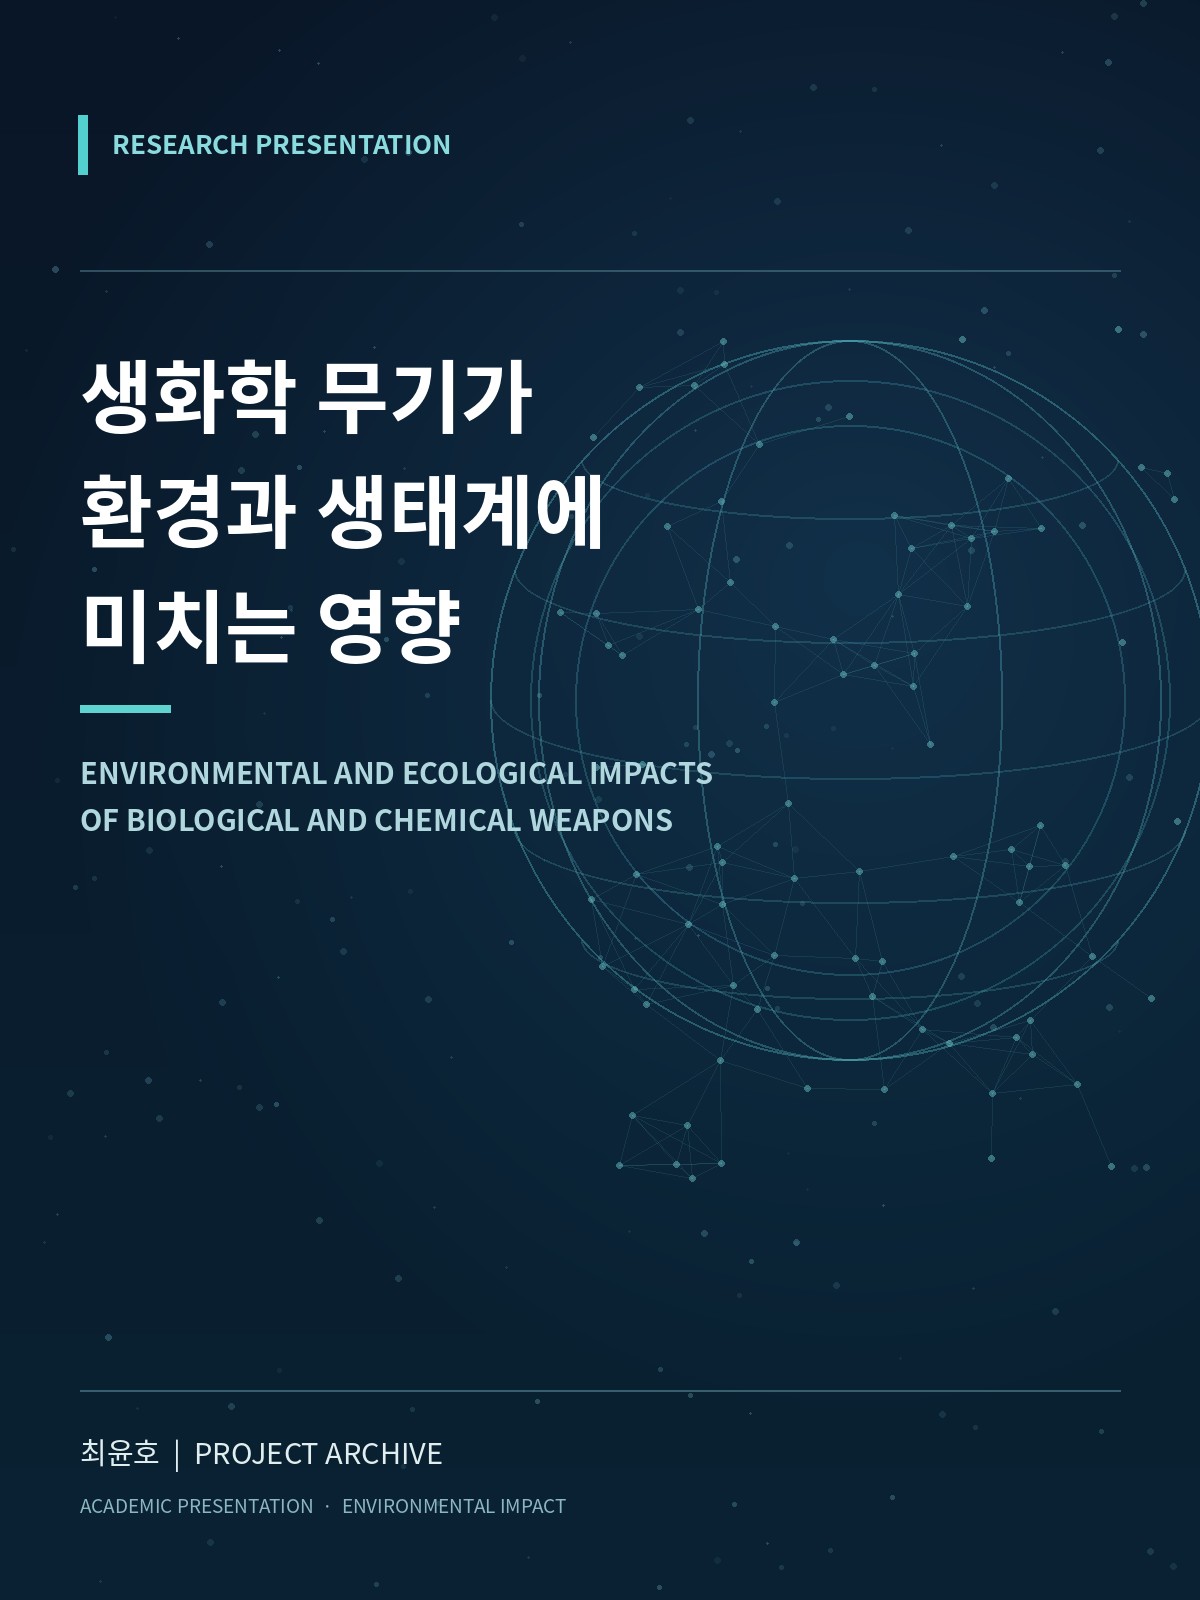 RESEARCH PRESENTATION
생화학 무기가
환경과 생태계에
미치는 영향
ENVIRONMENTAL AND ECOLOGICAL IMPACTS
OF BIOLOGICAL AND CHEMICAL WEAPONS
최윤호 | PROJECT ARCHIVE
ACADEMIC PRESENTATION · ENVIRONMENTAL IMPACT